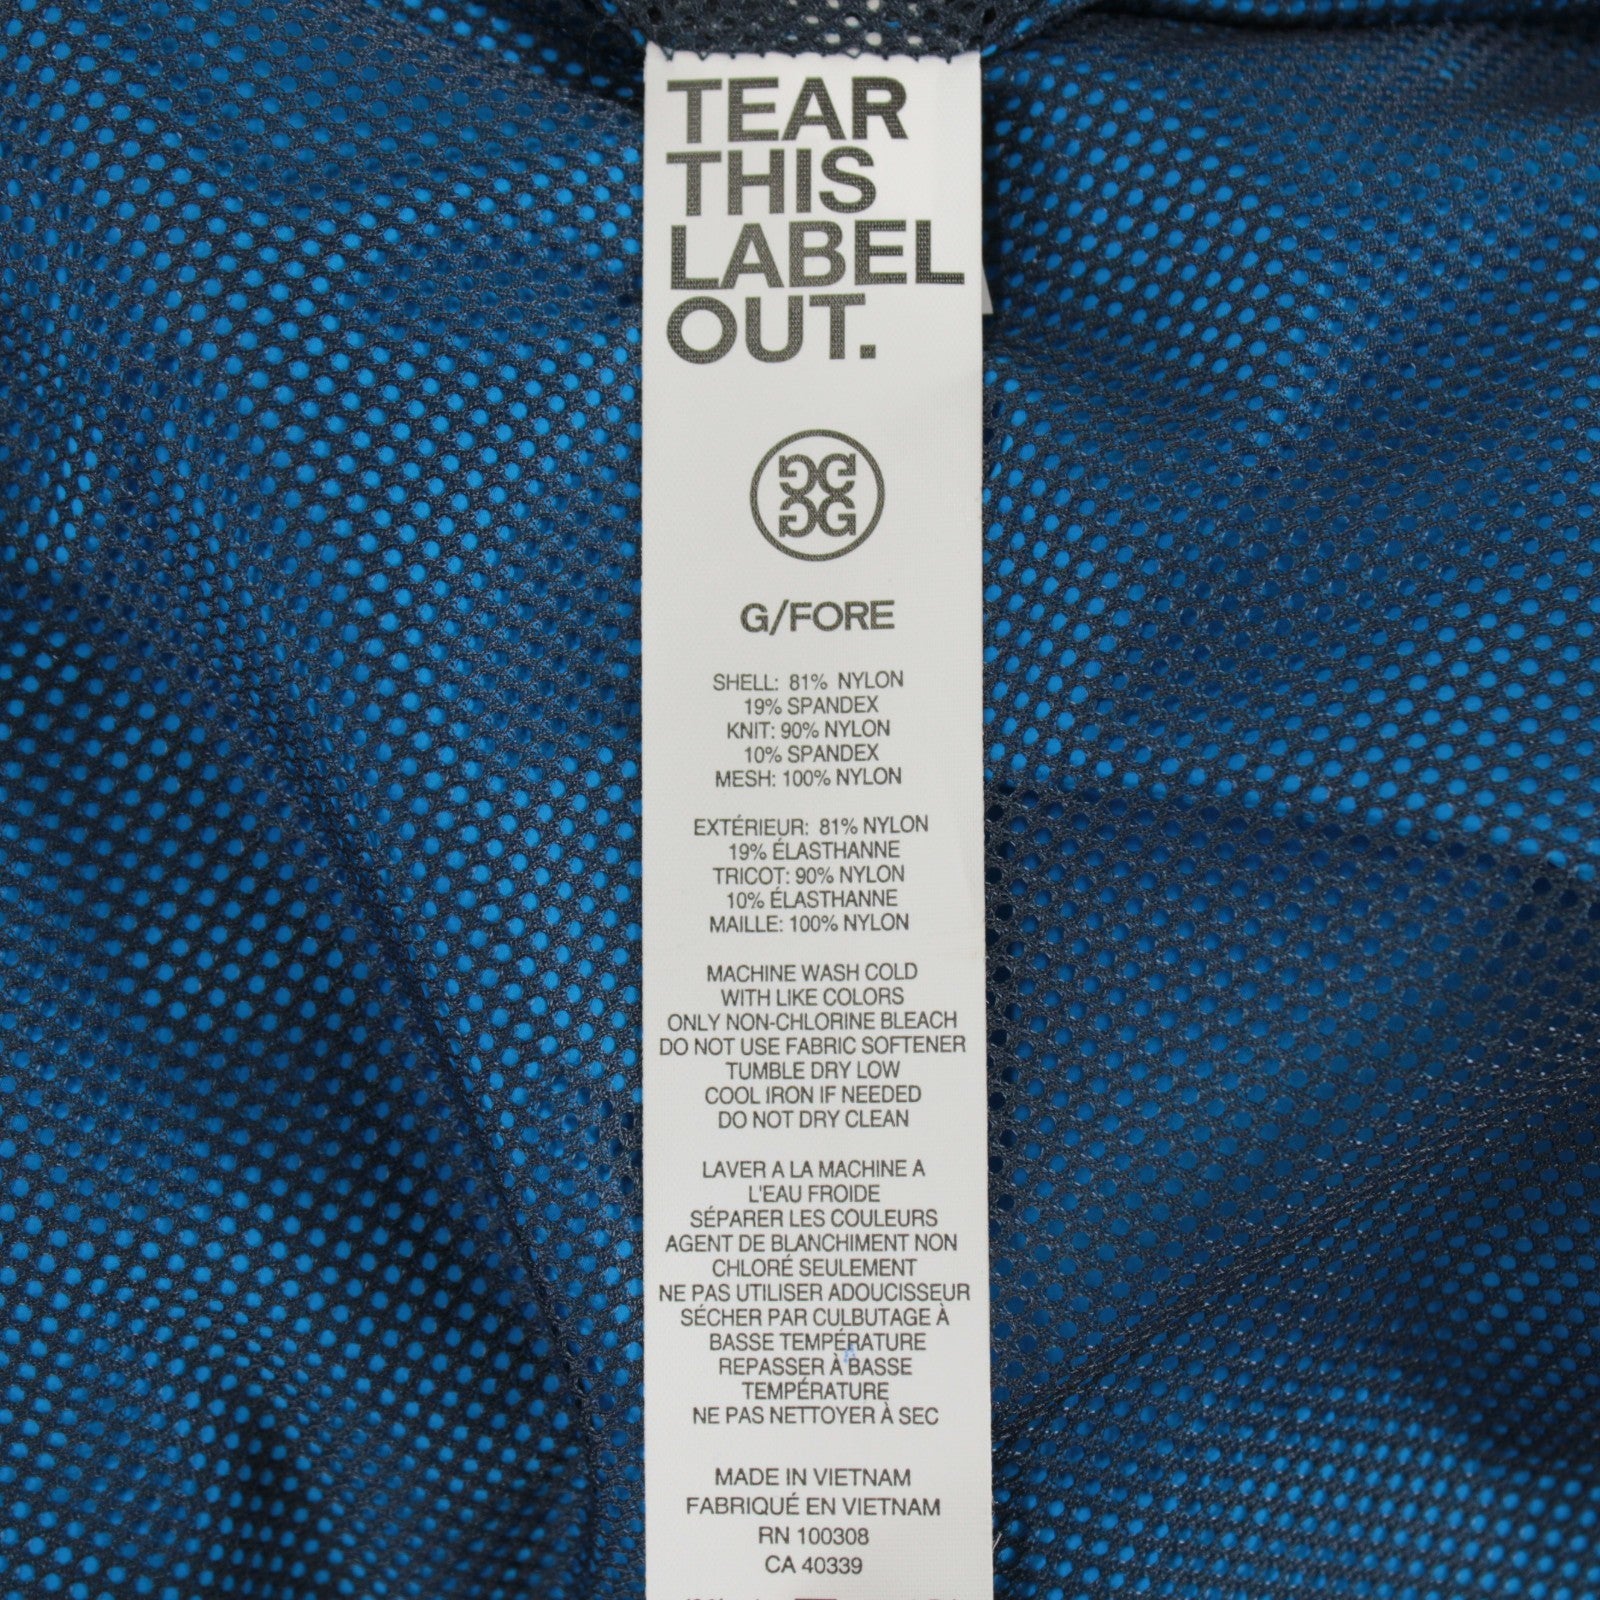 TEAR
THIS
LABEL
OUT.
G/FORE
SHELL: 81% NYLON
19% SPANDEX
KNIT: 90% NYLON
10% SPANDEX
MESH: 100% NYLON
EXTÉRIEUR: 81% NYLON
19% ÉLASTHANNE
TRICOT: 90% NYLON
10% ÉLASTHANNE
MAILLE: 100% NYLON
MACHINE WASH COLD
WITH LIKE COLORS
ONLY NON-CHLORINE BLEACH
DO NOT USE FABRIC SOFTENER
TUMBLE DRY LOW
COOL IRON IF NEEDED
DO NOT DRY CLEAN
LAVER A LA MACHINE A
L'EAU FROIDE
SÉPARER LES COULEURS
AGENT DE BLANCHIMENT NON
CHLORÉ SEULEMENT
NE PAS UTILISER ADOUCISSEUR
SÉCHER PAR CULBUTAGE À
BASSE TEMPÉRATURE
REPASSER À BASSE
TEMPÉRATURE
NE PAS NETTOYER À SEC
MADE IN VIETNAM
FABRIQUÉ EN VIETNAM
RN 100308
CA 40339